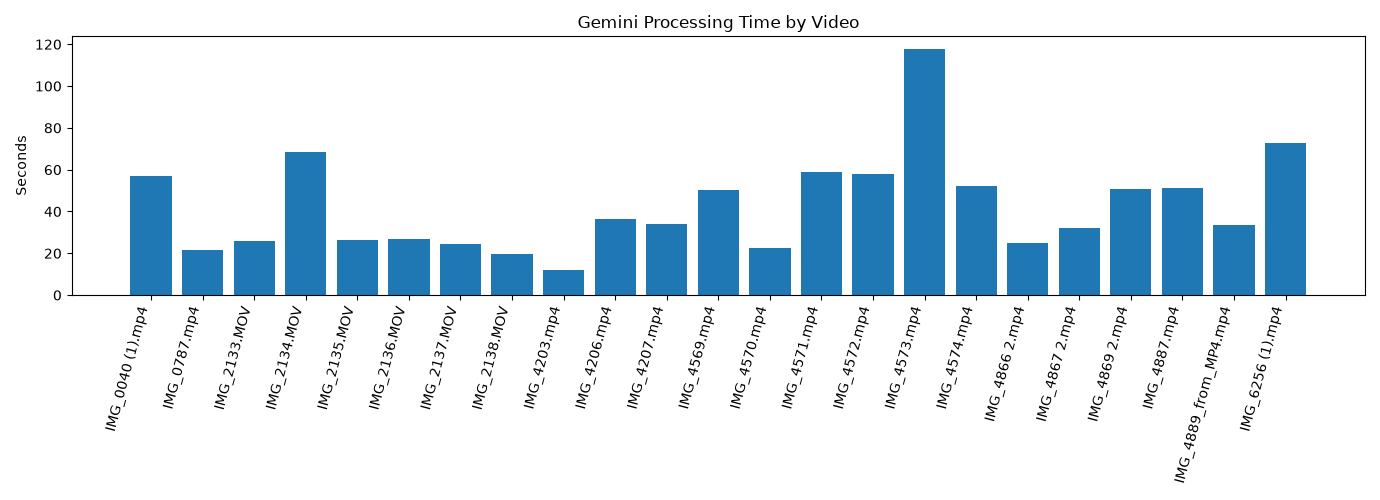 Gemini Processing Time by Video
120
100
80
60
40
20
0
Seconds
IMG_0040 (1).mp4
IMG_0787.mp4
IMG_2133.MOV
IMG_2134.MOV
IMG_2135.MOV
IMG_2136.MOV
IMG_2137.MOV
IMG_2138.MOV
IMG_4203.mp4
IMG_4206.mp4
IMG_4207.mp4
IMG_4569.mp4
IMG_4570.mp4
IMG_4571.mp4
IMG_4572.mp4
IMG_4573.mp4
IMG_4574.mp4
IMG_4866 2.mp4
IMG_4867 2.mp4
IMG_4869 2.mp4
IMG_4887.mp4
IMG_4889_from_MP4.mp4
IMG_6256 (1).mp4